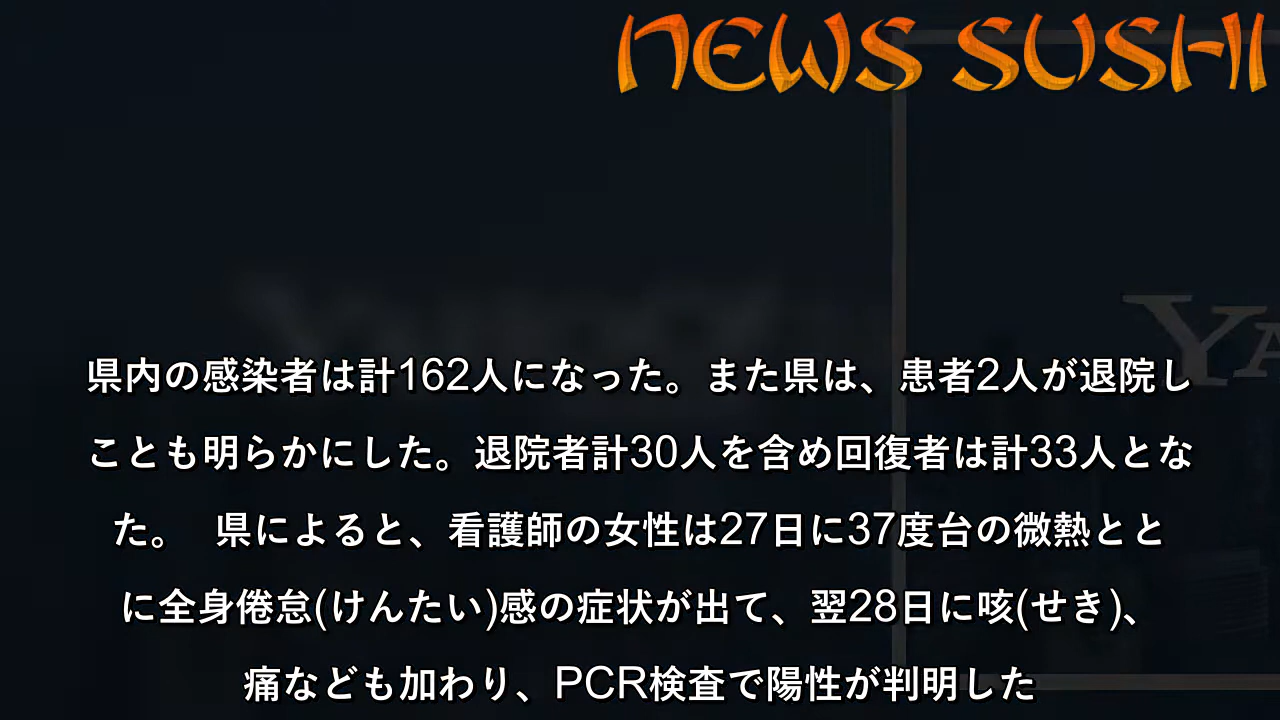 NEWS SUSHI
YA
県内の感染者は計162人になった。また県は、患者2人が退院し
ことも明らかにした。退院者計30人を含め回復者は計33人とな
た。　県によると、看護師の女性は27日に37度台の微熱とと
に全身倦怠(けんたい)感の症状が出て、翌28日に咳(せき)、
痛なども加わり、PCR検査で陽性が判明した